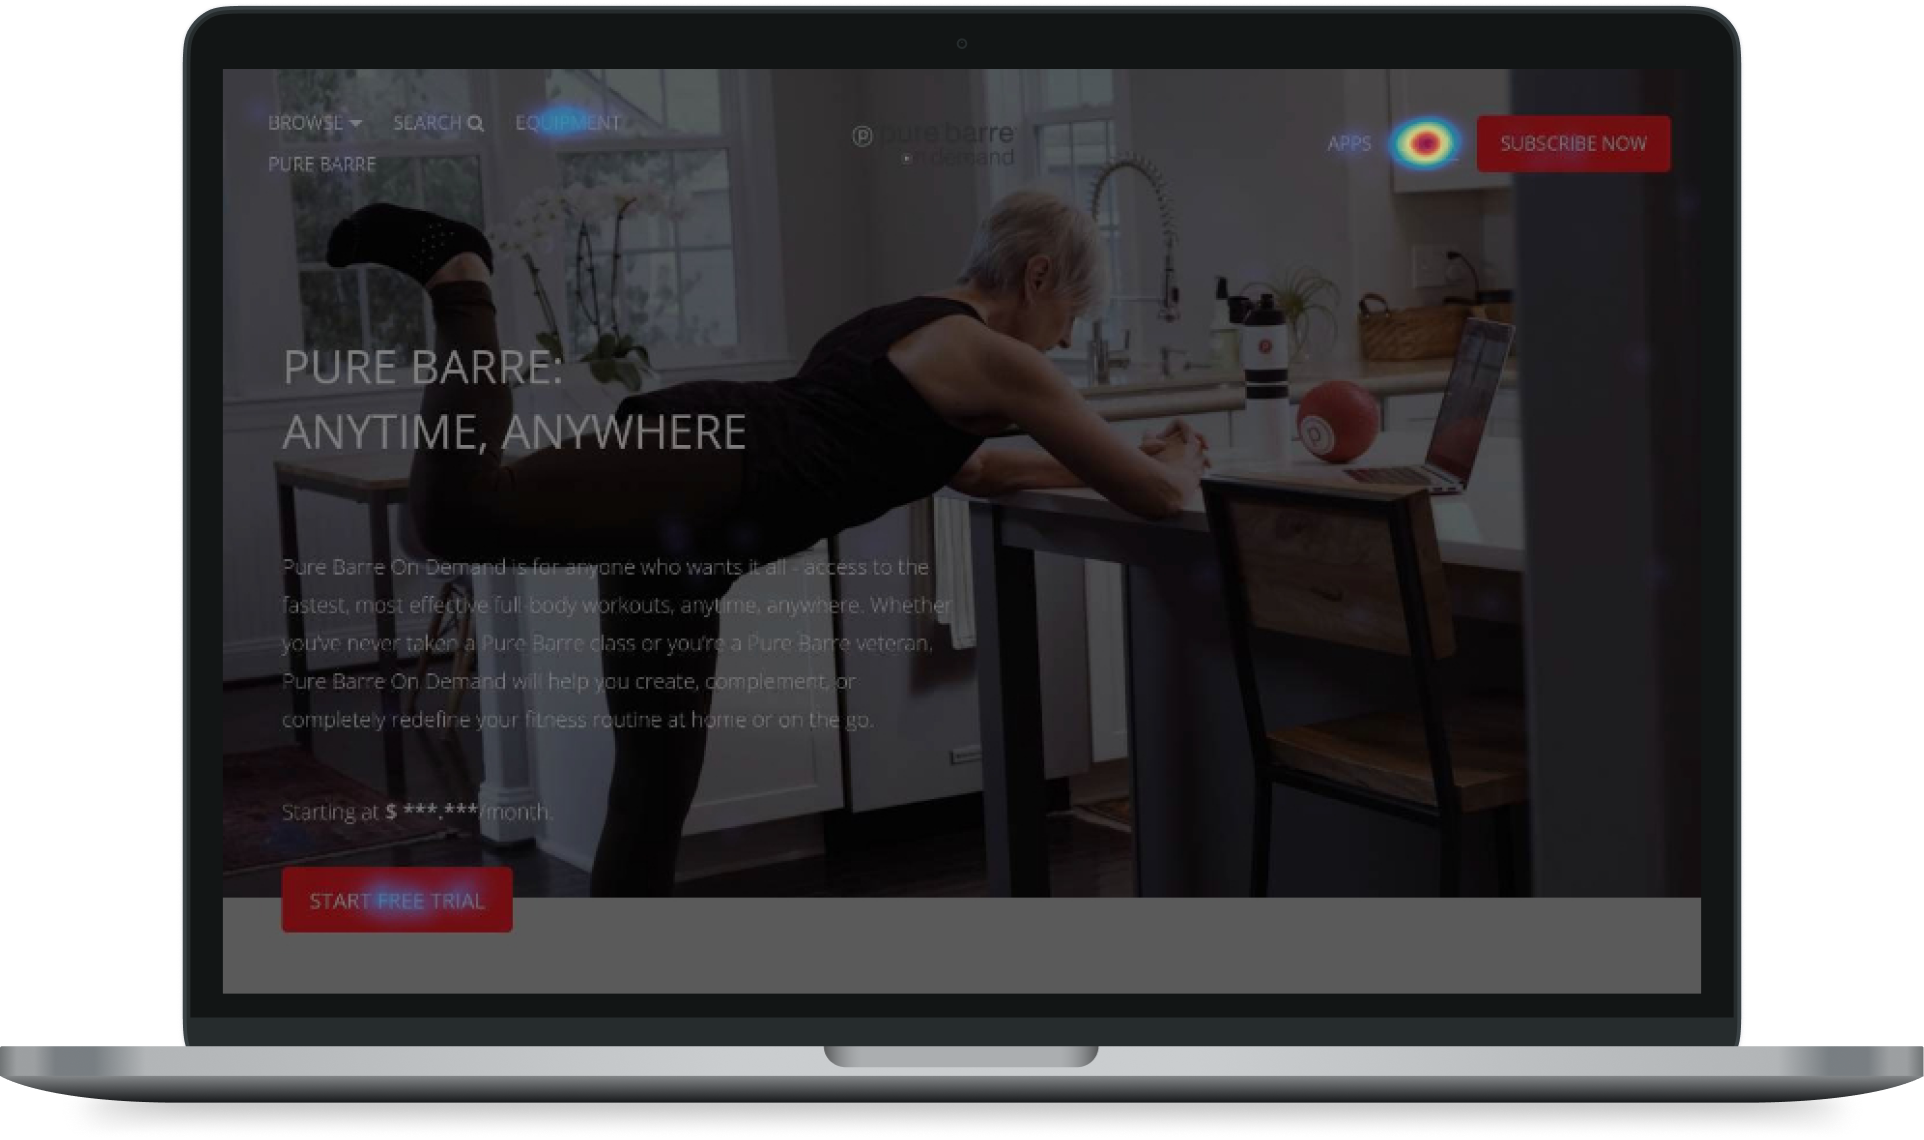 BROWSE SEARCH EQUIPMENT
PURE BARRE
pure barre
on demand
APPS
SUBSCRIBE NOW
PURE BARRE:
ANYTIME, ANYWHERE
Pure Barre On Demand is for anyone who wants it all - access to the
fastest, most effective full-body workouts, anytime, anywhere. Whether
you've never taken a Pure Barre class or you're a Pure Barre veteran,
Pure Barre On Demand will help you create, complement, or
completely redefine your fitness routine at home or on the go.
Starting at $ ***.***/month.
START FREE TRIAL